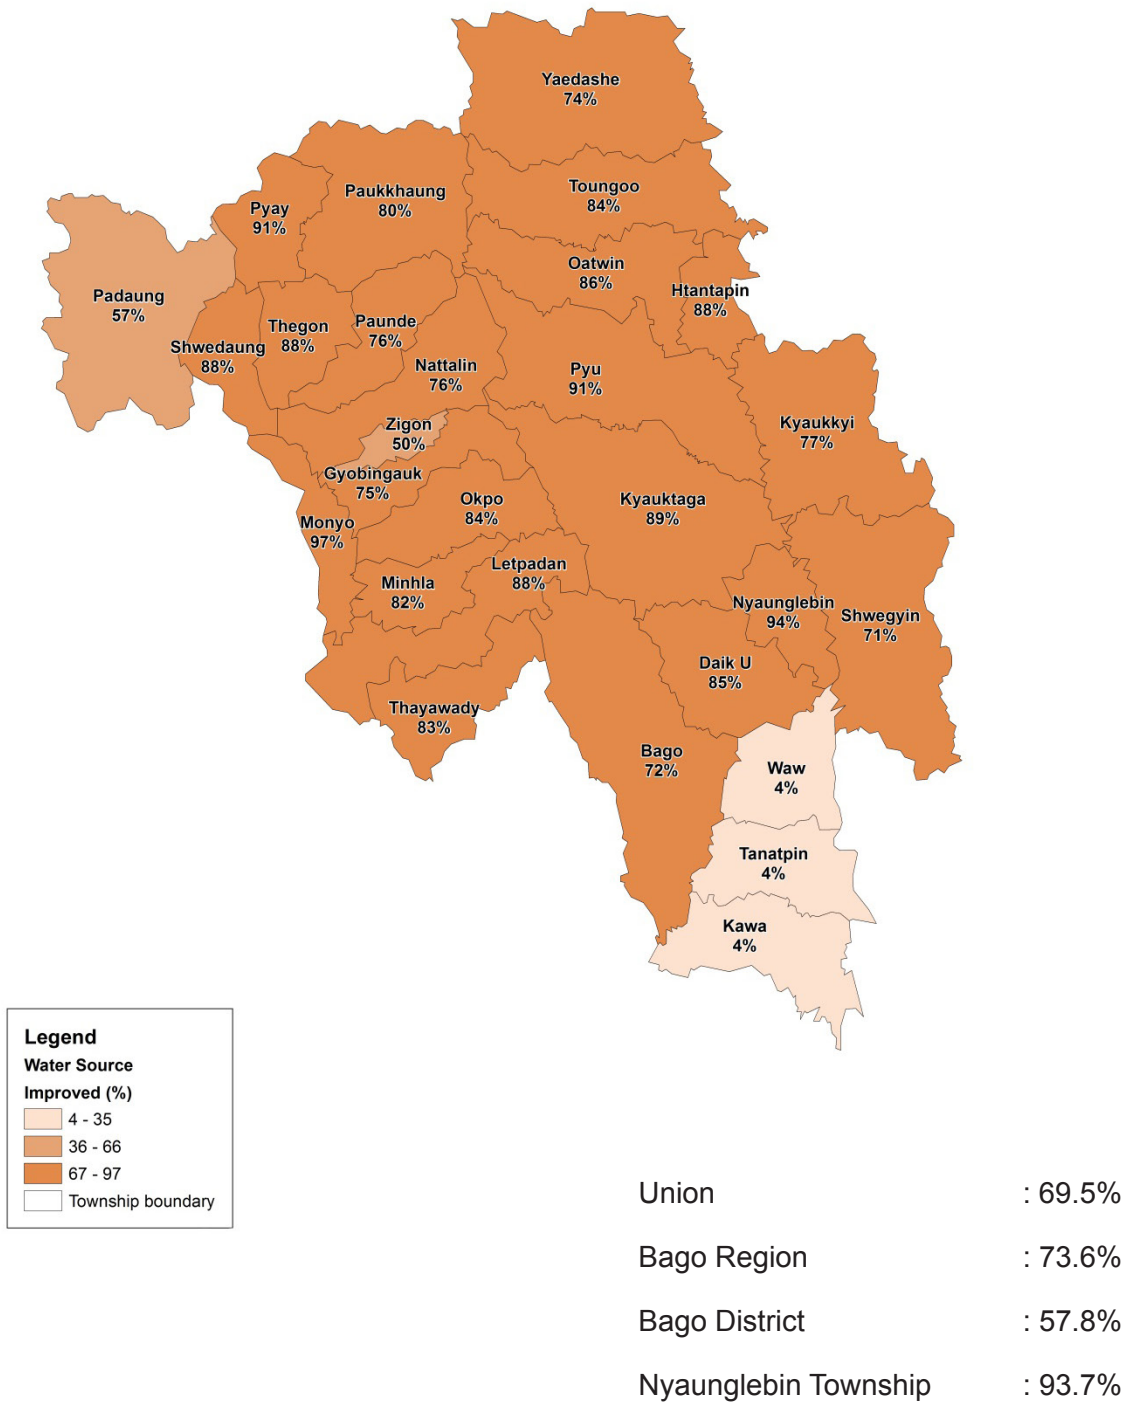 Yaedashe
74%
Toungoo
84%
Paukkhaung
80%
Pyay
91%
Oatwin
86%
Htantapin
88%
Padaung
57%
Thegon
88%
Paunde
76%
Shwedaung
88%
Nattalin
76%
Pyu
91%
Kyaukkyi
77%
Zigon
50%
Gyobingauk
75%
Okpo
84%
Kyauktaga
89%
Monyo
97%
Letpadan
88%
Minhla
82%
Nyaunglebin
94%
Shwegyin
71%
Daik U
85%
Thayawady
83%
Bago
72%
Waw
4%
Tanatpin
4%
Kawa
4%
Legend
Water Source
Improved (%)
4 - 35
36 - 66
67 - 97
Township boundary
Union : 69.5%
Bago Region : 73.6%
Bago District : 57.8%
Nyaunglebin Township : 93.7%